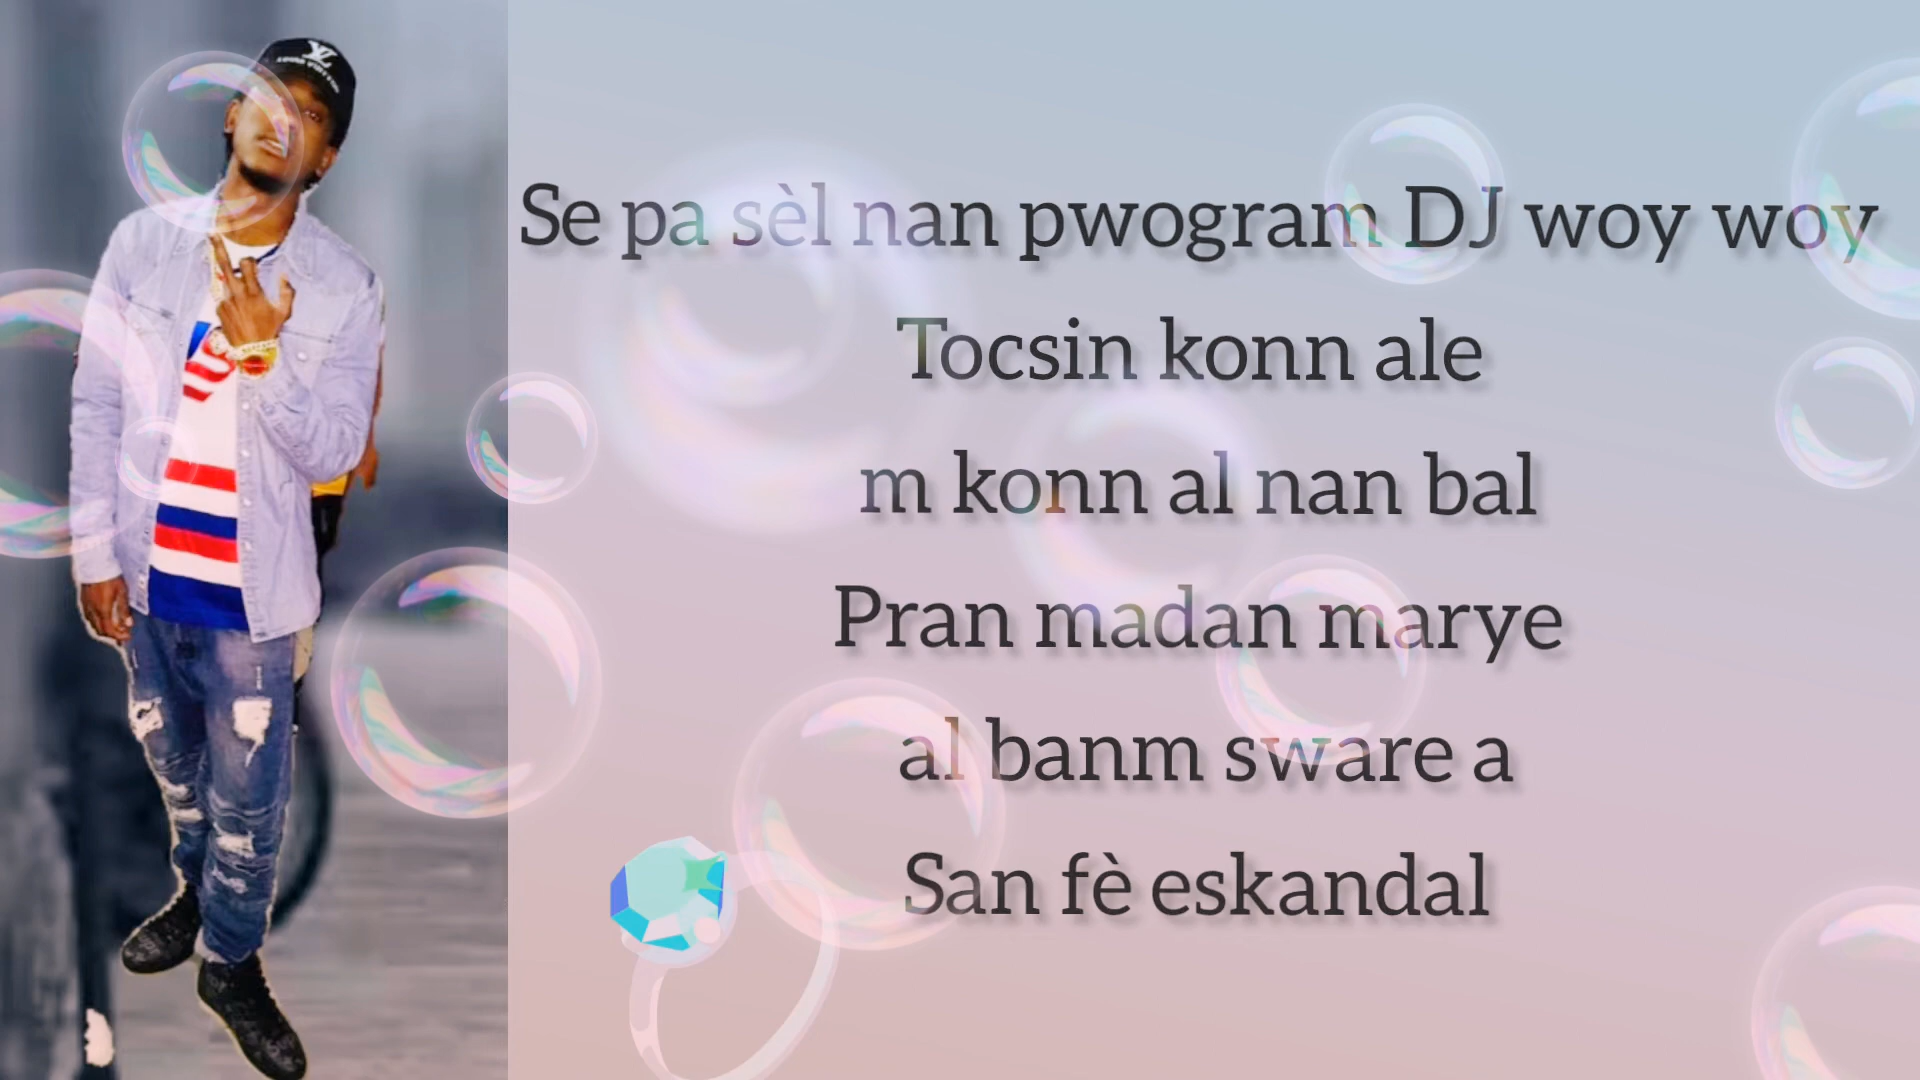 Se pa sèl nan pwogram DJ woy woy
Tocsin konn ale
m konn al nan bal
Pran madan marye
al banm sware a
San fè eskandal